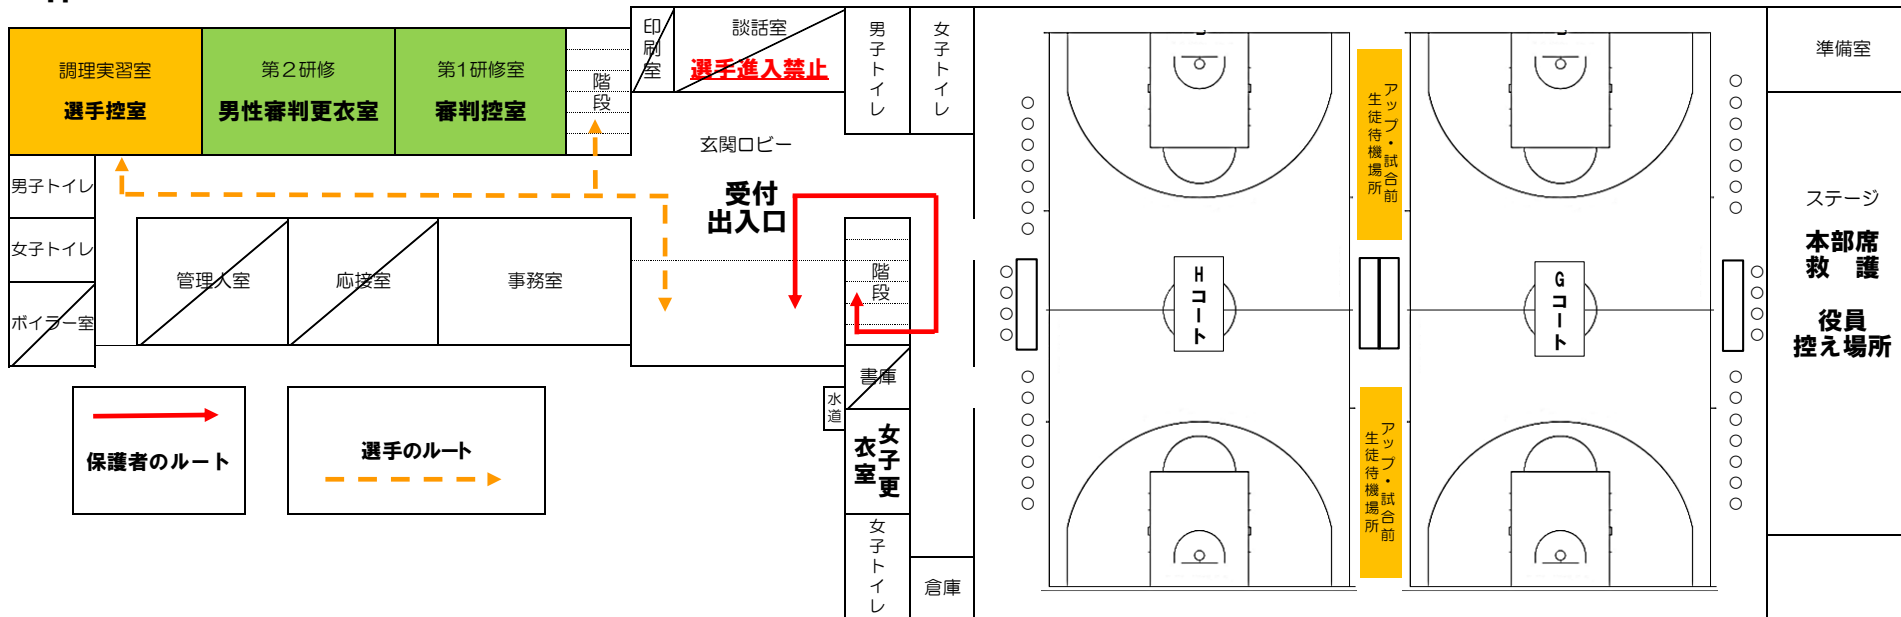 調理実習室
選手控室
第2研修
男性審判更衣室
第1研修室
審判控室
階段
印刷室
談話室
選手進入禁止
男子トイレ
女子トイレ
玄関ロビー
受付
出入口
男子トイレ
女子トイレ
ボイラー室
管理人室
応接室
事務室
階段
書庫
水道
女子更
衣室
女子トイレ
倉庫
保護者のルート
選手のルート
アップ・試合前
生徒待機場所
Hコート
Gコート
アップ・試合前
生徒待機場所
準備室
ステージ
本部席
救 護
役員
控え場所